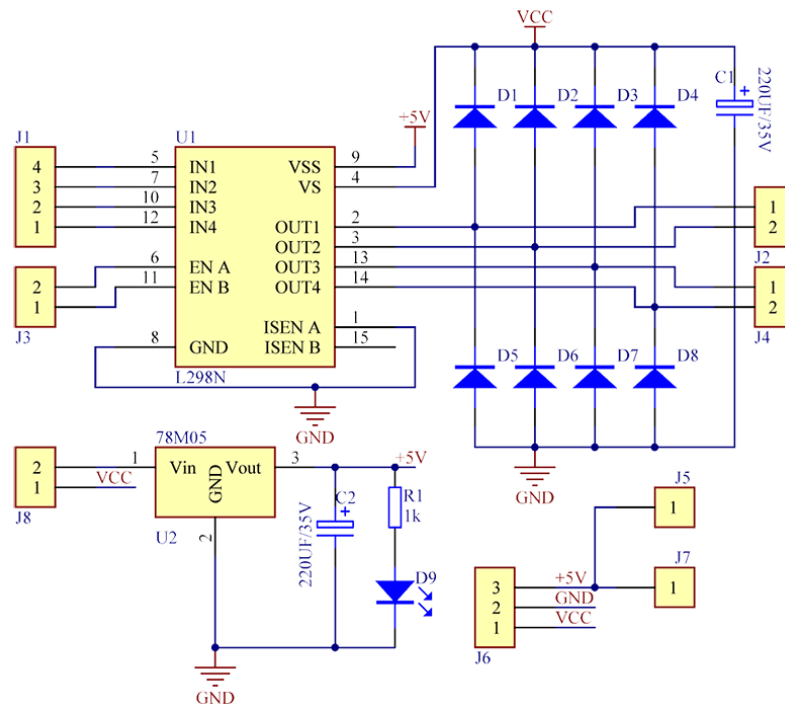 VCC
D1 D2 D3 D4
C1
+
220UF/35V
+5V
J1
U1
4
3
2
1
5 IN1
7 IN2
10 IN3
12 IN4
6 EN A
11 EN B
8 GND
VSS 9
VS 4
OUT1 2
OUT2 3
OUT3 13
OUT4 14
ISEN A 1
ISEN B 15
L298N
2
1
J3
1
2
J2
1
2
J4
D5 D6 D7 D8
GND
GND
78M05
2
1
J8
VCC
1
Vin Vout
GND
3
2
U2
+5V
C2
+
220UF/35V
R1
1k
D9
GND
J5
1
J7
1
3
2
1
+5V
GND
VCC
J6